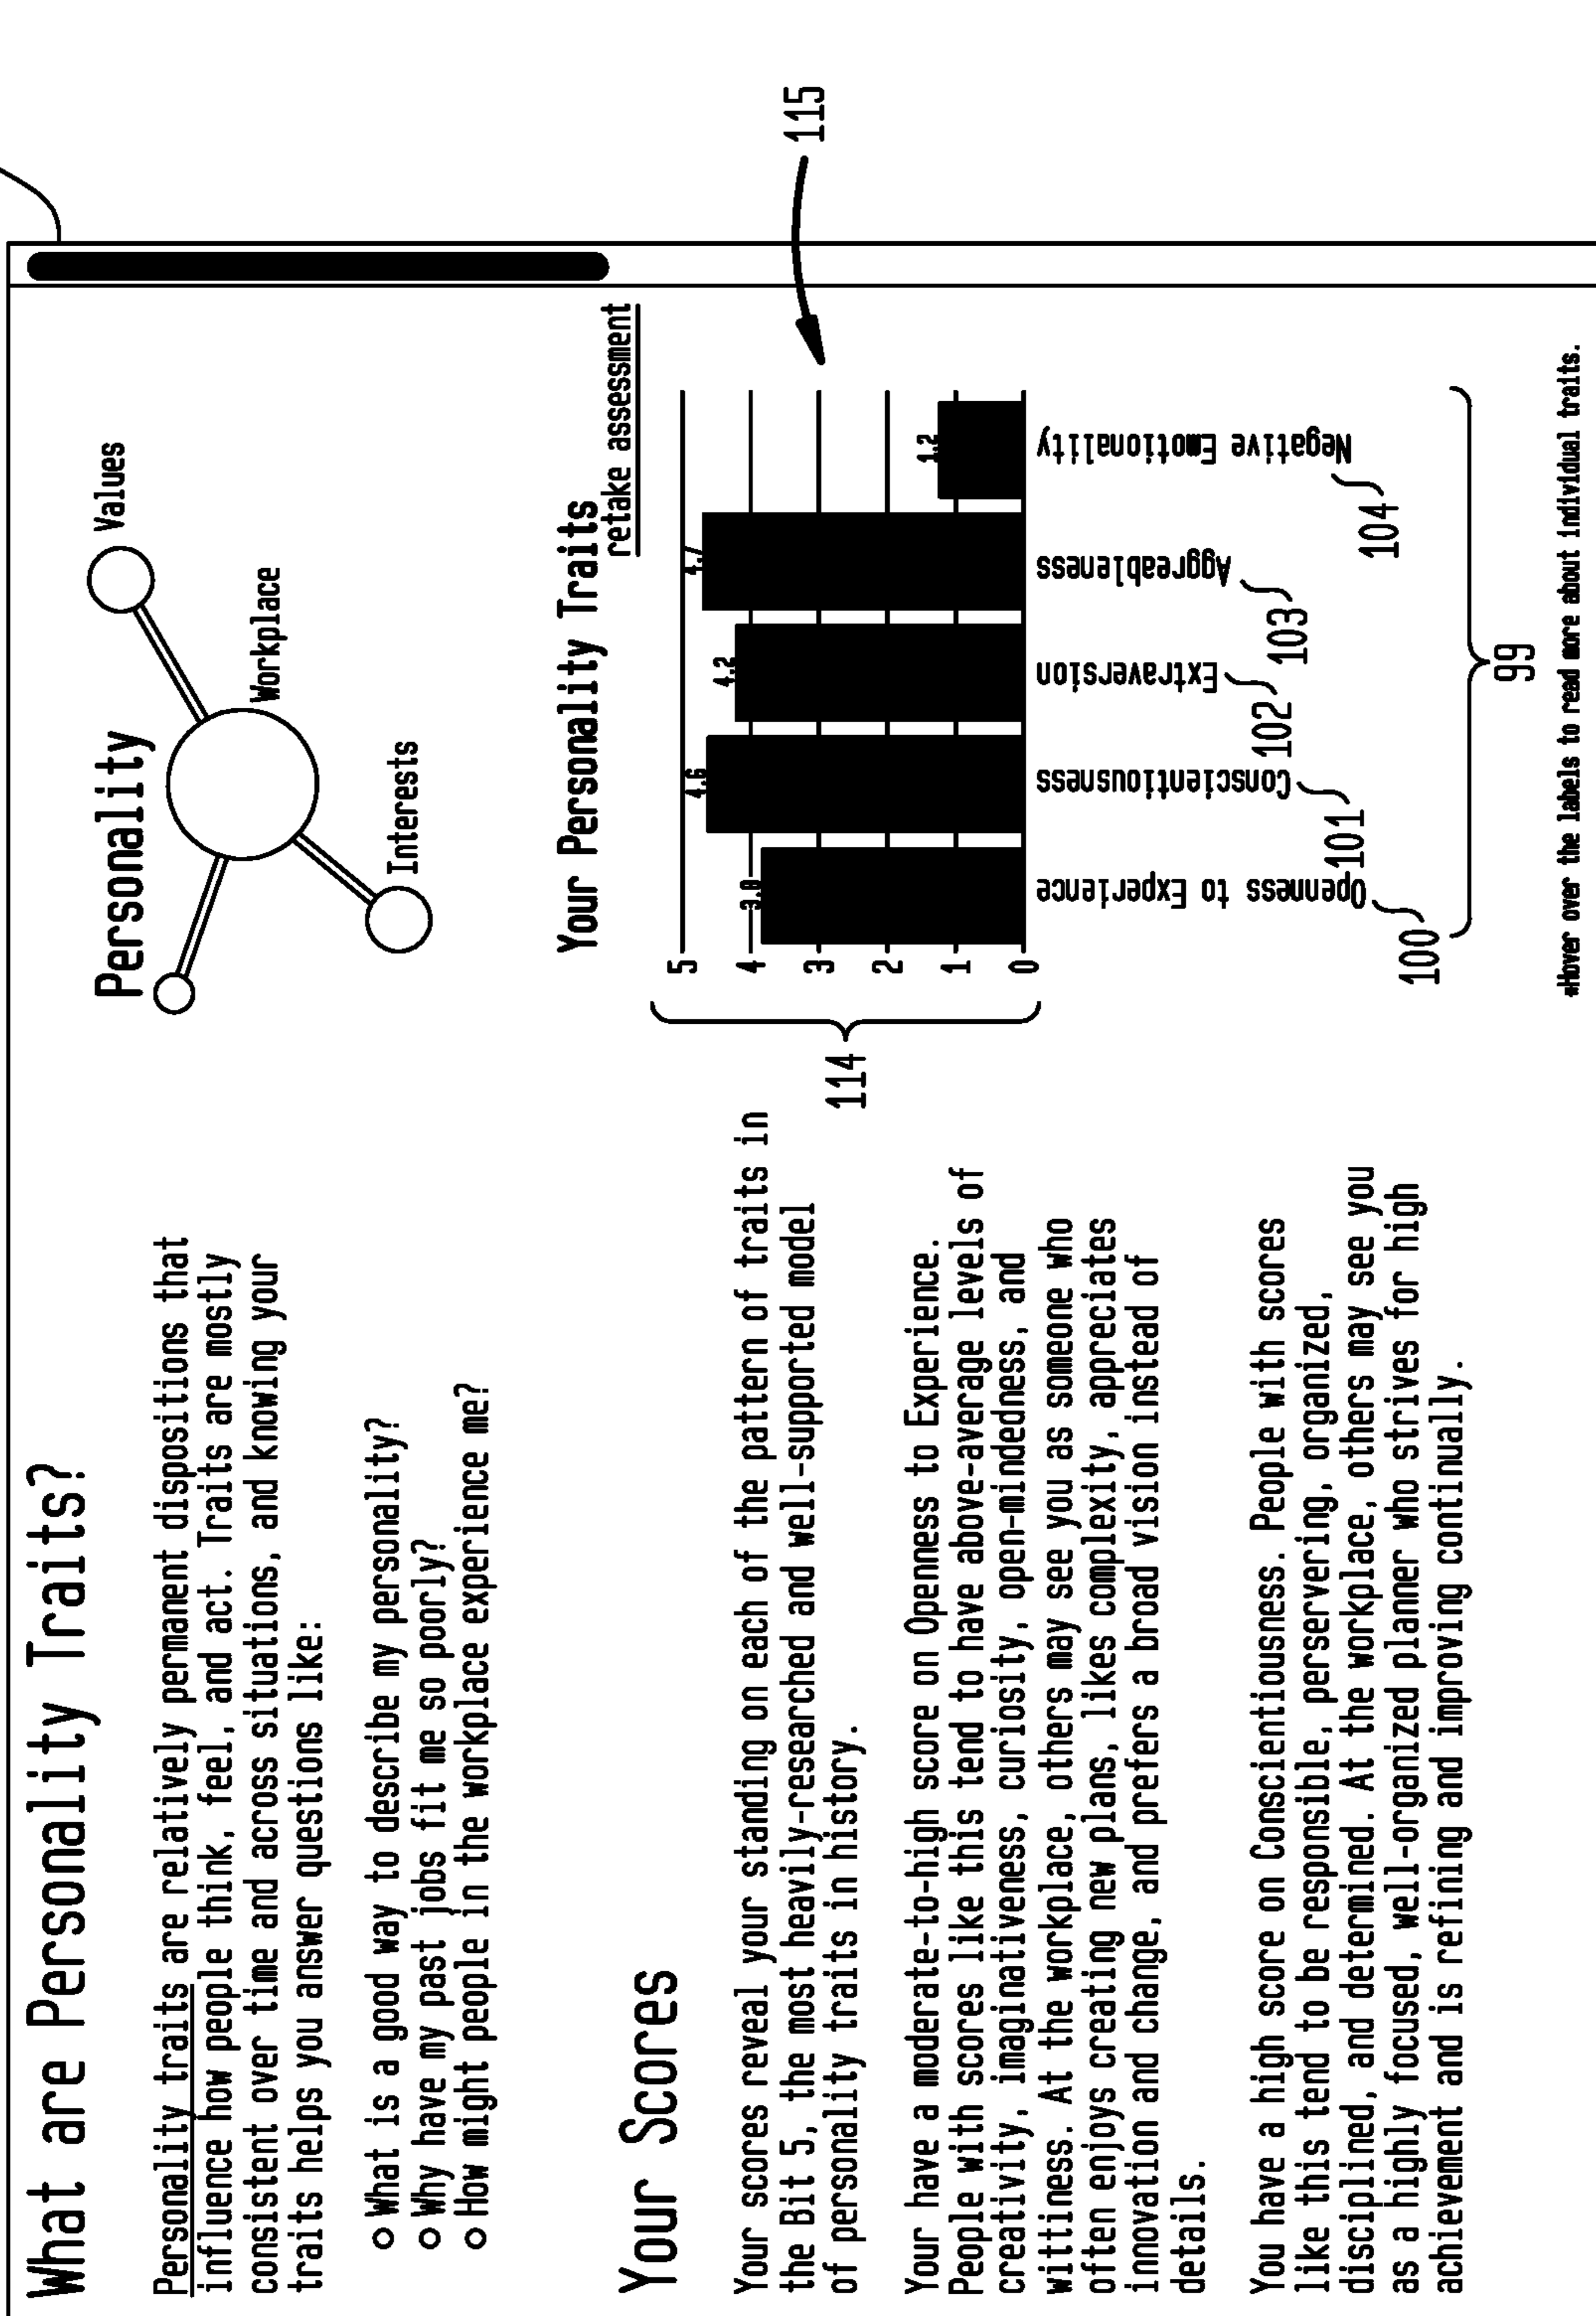 What are Personality Traits?
Personality traits are relatively permanent dispositions that
influence how people think, feel, and act. Traits are mostly
consistent over time and across situations, and knowing your
traits helps you answer questions like:
o What is a good way to describe my personality?
o Why have my past jobs fit me so poorly?
o How might people in the workplace experience me?
Your Scores
Your scores reveal your standing on each of the pattern of traits in
the Bit 5, the most heavily-researched and well-supported model
of personality traits in history.
Your have a moderate-to-high score on Openness to Experience.
People with scores like this tend to have above-average levels of
creativity, imaginativeness, curiosity, open-mindedness, and
wittiness. At the workplace, others may see you as someone who
often enjoys creating new plans, likes complexity, appreciates
innovation and change, and prefers a broad vision instead of
details.
You have a high score on Conscientiousness. People with scores
like this tend to be responsible, perservering, organized,
disciplined, and determined. At the workplace, others may see you
as a highly focused, well-organized planner who strives for high
achievement and is refining and improving continually.
Personality
Values
Workplace
Interests
Your Personality Traits
retake assessment
115
114
5
4
3
2
1
0
3.8
4.6
4.2
4.7
1.2
Openness to Experience
Conscientiousness
Extraversion
Aggreableness
Negative Emotionality
100
101
102
103
104
99
*Hover over the labels to read more about individual traits.